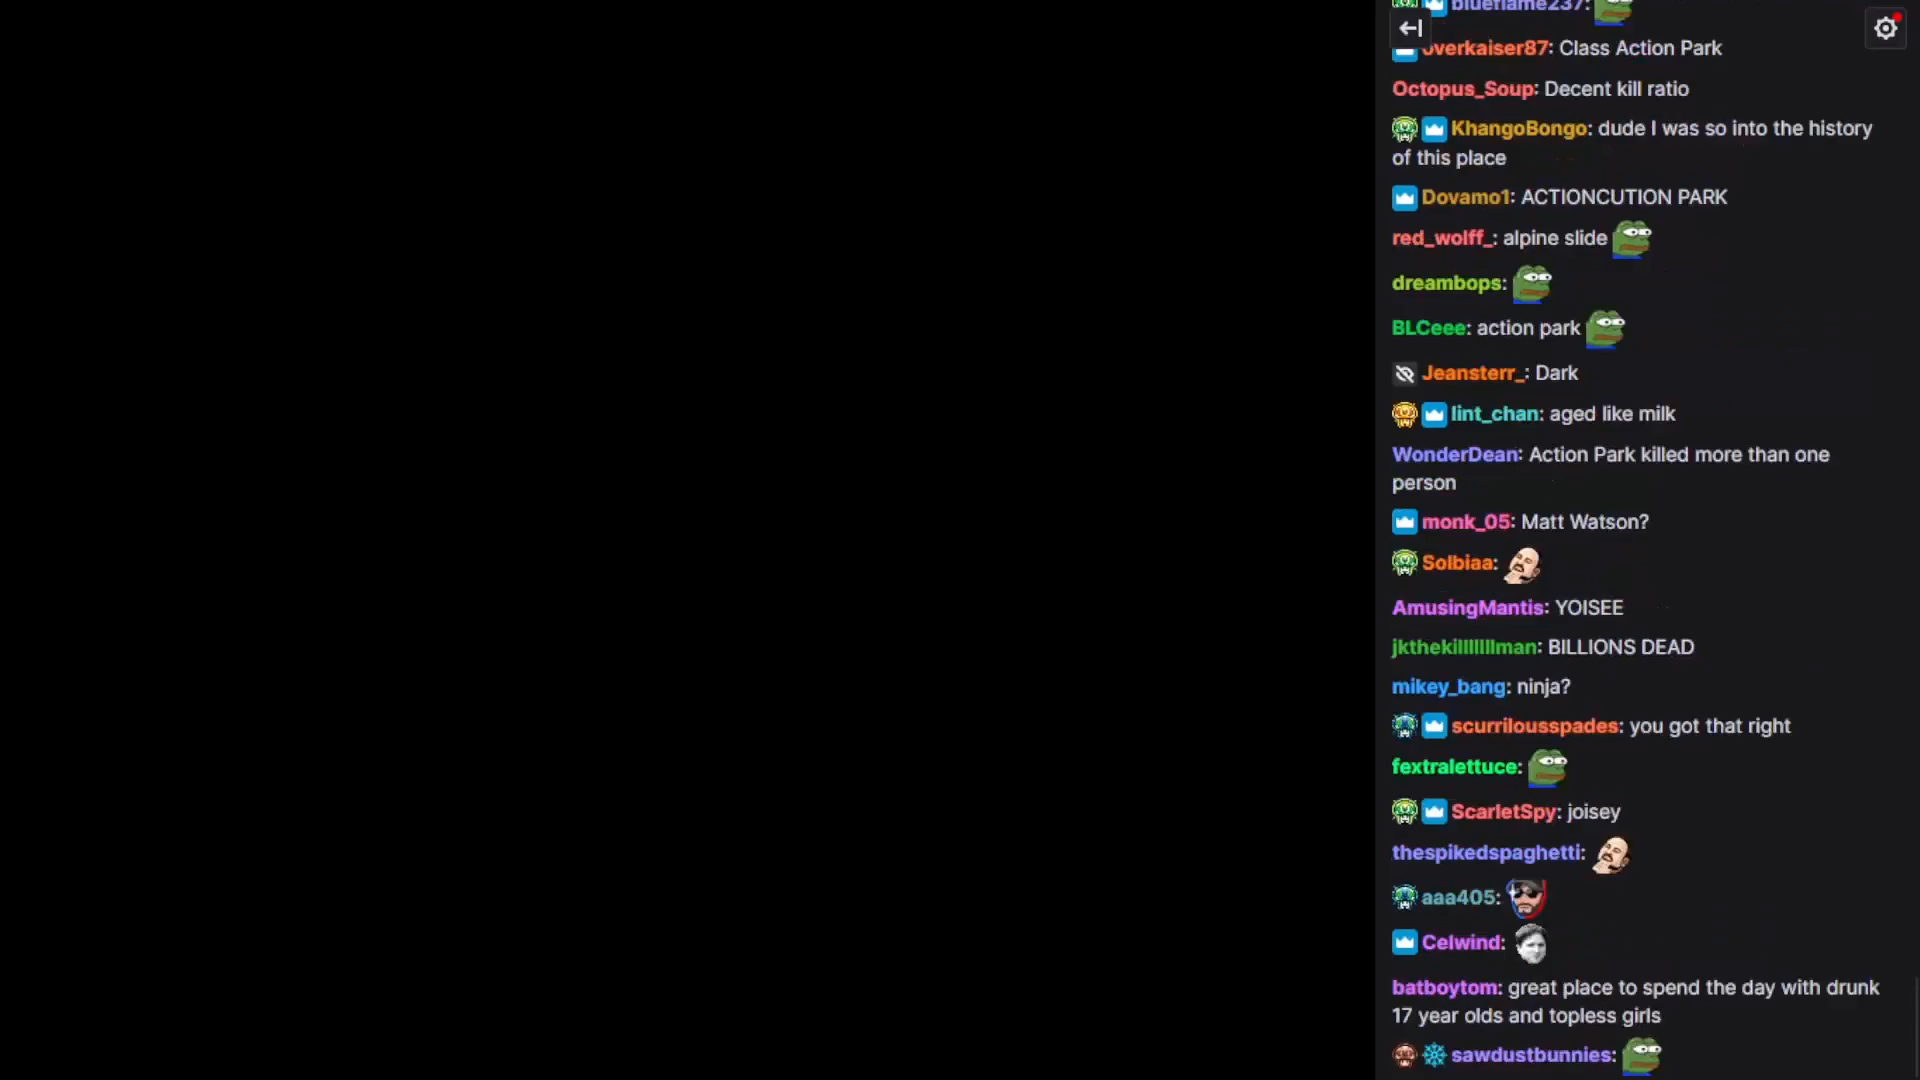 blueflame237:
overkaiser87: Class Action Park
Octopus_Soup: Decent kill ratio
KhangoBongo: dude I was so into the history
of this place
Dovamo1: ACTIONCUTION PARK
red_wolff_: alpine slide
dreambops:
BLCeee: action park
Jeansterr_: Dark
lint_chan: aged like milk
WonderDean: Action Park killed more than one
person
monk_05: Matt Watson?
Solbiaa:
AmusingMantis: YOISEE
jkthekillllllllman: BILLIONS DEAD
mikey_bang: ninja?
scurrilousspades: you got that right
fextralettuce:
ScarletSpy: joisey
thespikedspaghetti:
aaa405:
Celwind:
batboytom: great place to spend the day with drunk
17 year olds and topless girls
sawdustbunnies: